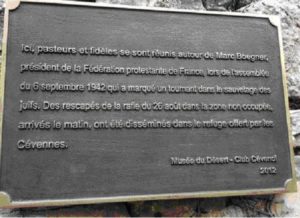 Ici, pasteurs et fidèles se sont réunis autour de Marc Boegner,
président de la Fédération protestante de France, lors de l'assemblée
du 6 septembre 1942 qui a marqué un tournant dans le sauvetage des
juifs. Des rescapés de la rafle du 26 août dans la zone non occupée,
arrivés le matin, ont été disséminés dans le refuge offert par les
Cévennes.
Musée du Désert - Club Cévenol
2012